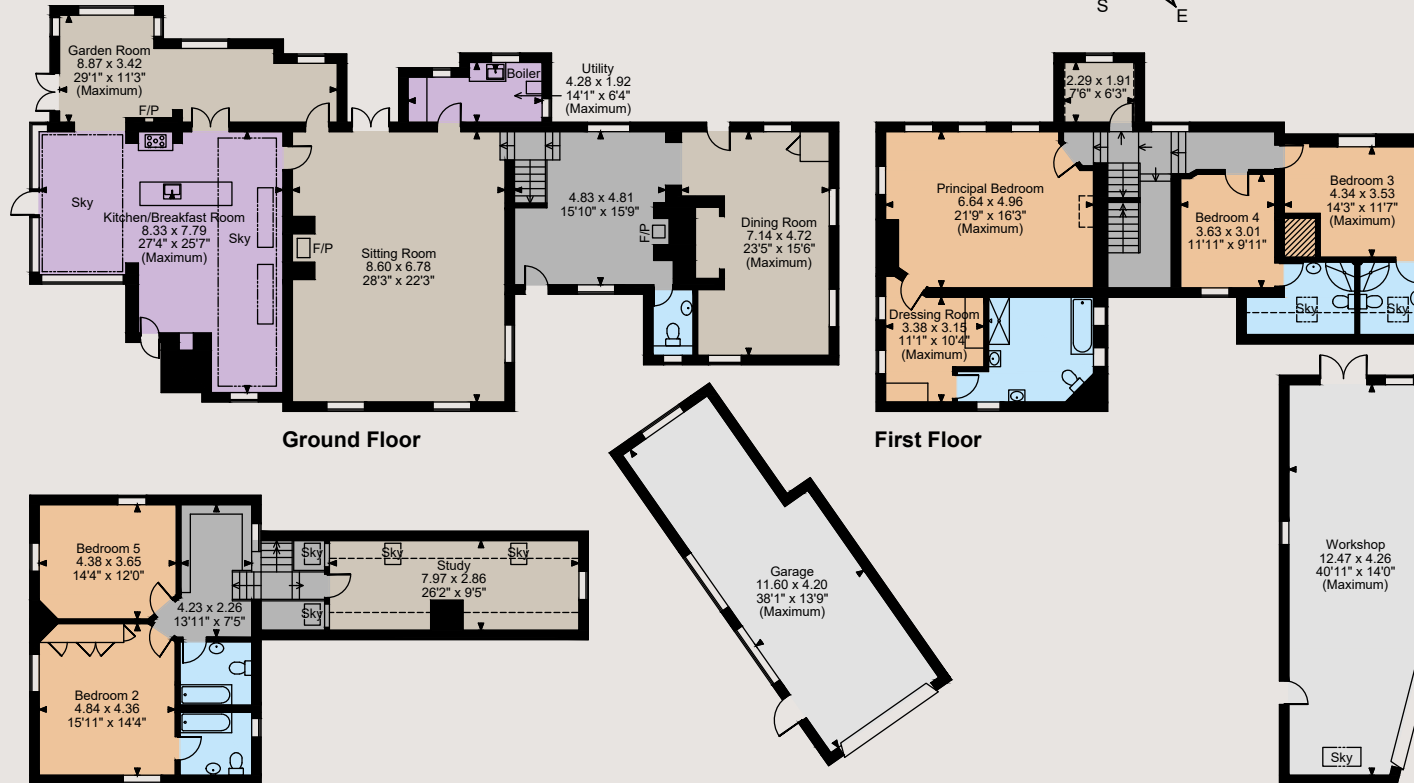 S
E
Garden Room
8.87 x 3.42
29'1" x 11'3"
(Maximum)
F/P
Boiler
Utility
4.28 x 1.92
14'1" x 6'4"
(Maximum)
Sky
Kitchen/Breakfast Room
8.33 x 7.79
27'4" x 25'7"
(Maximum)
Sky
F/P
Sitting Room
8.60 x 6.78
28'3" x 22'3"
4.83 x 4.81
15'10" x 15'9"
F/P
Dining Room
7.14 x 4.72
23'5" x 15'6"
(Maximum)
Ground Floor
2.29 x 1.91
7'6" x 6'3"
Principal Bedroom
6.64 x 4.96
21'9" x 16'3"
(Maximum)
Bedroom 4
3.63 x 3.01
11'11" x 9'11"
Bedroom 3
4.34 x 3.53
14'3" x 11'7"
(Maximum)
Dressing Room
3.38 x 3.15
11'1" x 10'4"
(Maximum)
Sky
Sky
First Floor
Bedroom 5
4.38 x 3.65
14'4" x 12'0"
4.23 x 2.26
13'11" x 7'5"
Bedroom 2
4.84 x 4.36
15'11" x 14'4"
Sky
Sky
Sky
Sky
Study
7.97 x 2.86
26'2" x 9'5"
Garage
11.60 x 4.20
38'1" x 13'9"
(Maximum)
Workshop
12.47 x 4.26
40'11" x 14'0"
(Maximum)
Sky